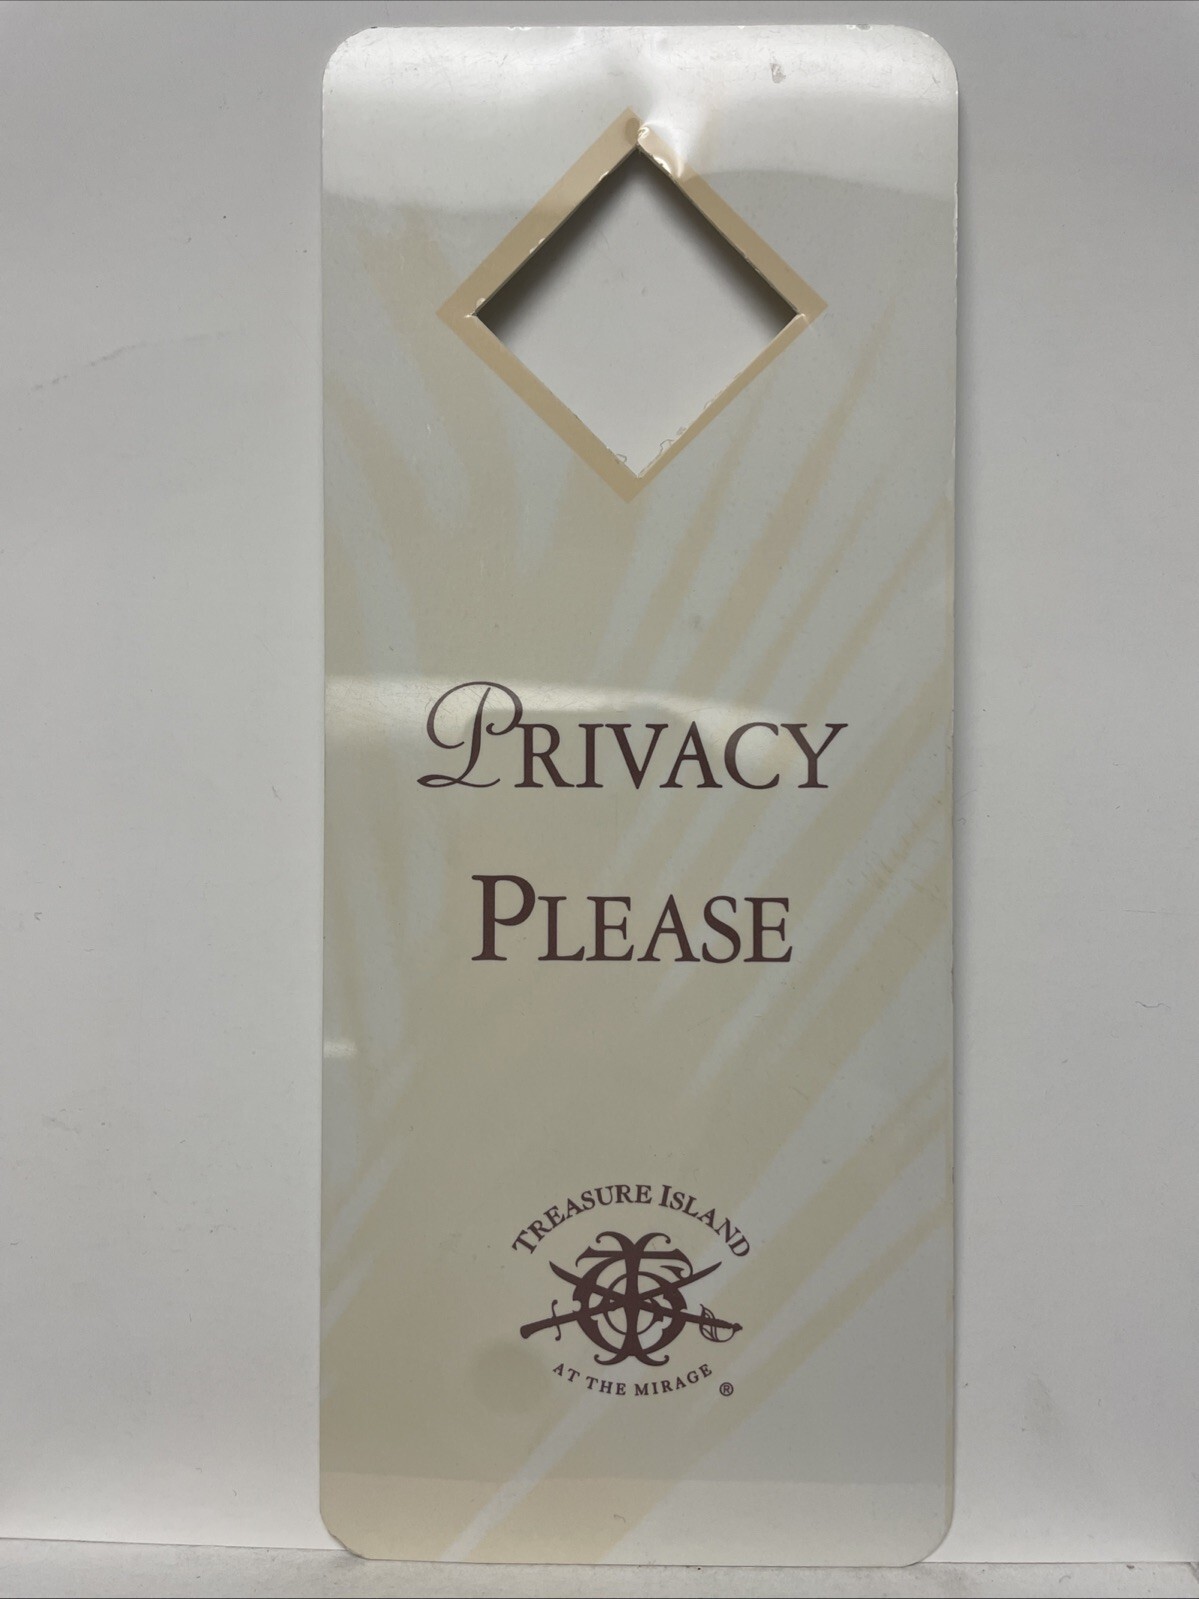 PRIVACY
PLEASE
TREASURE ISLAND
AT THE MIRAGE
®